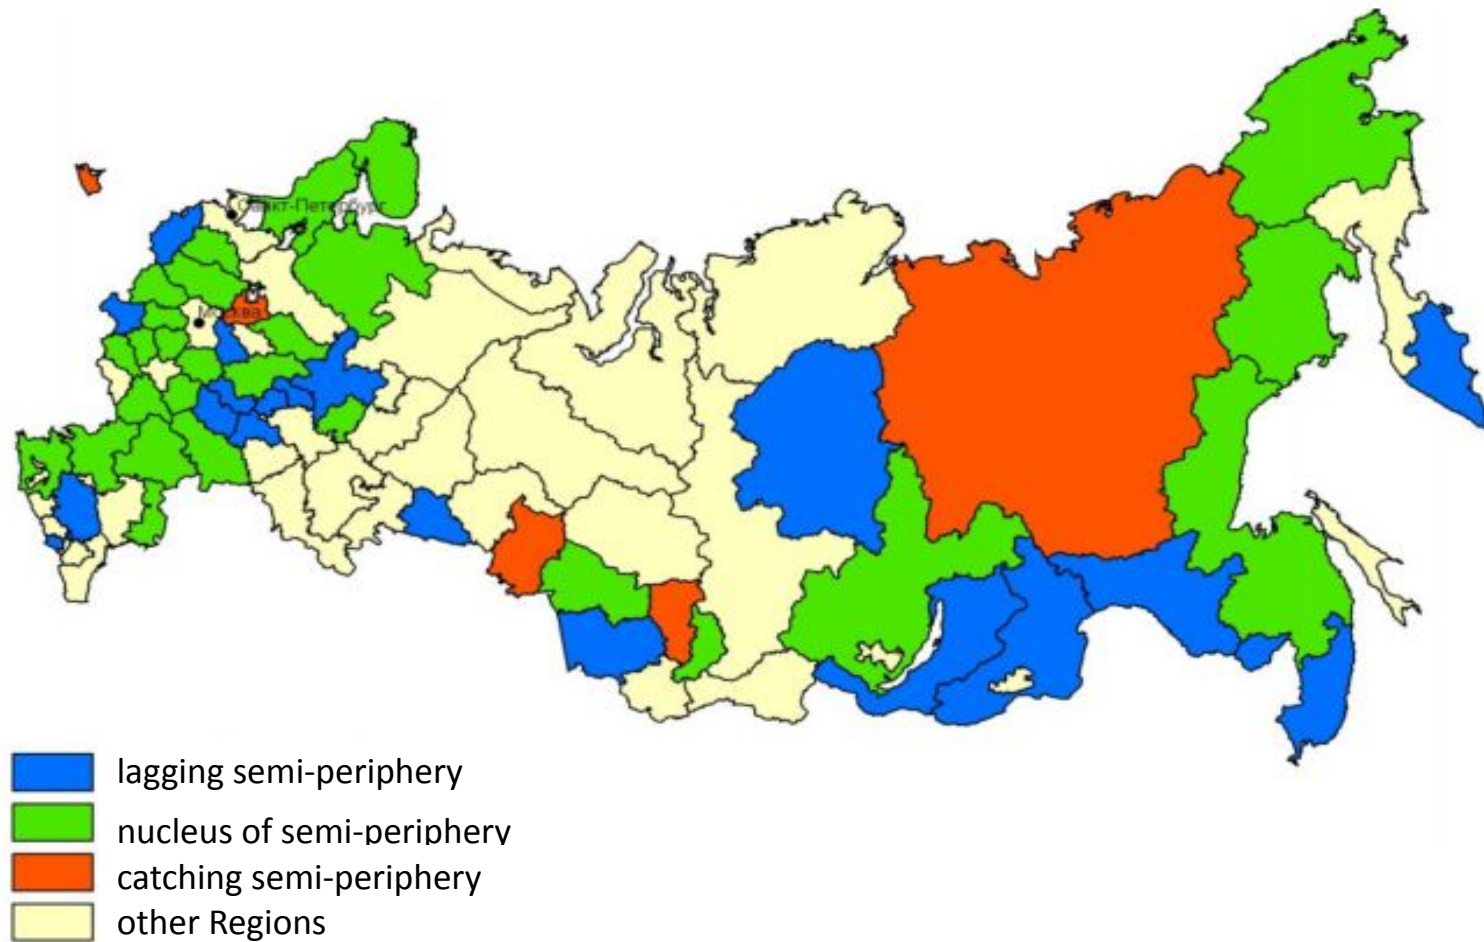 Санкт-Петербург
Москва
lagging semi-periphery
nucleus of semi-periphery
catching semi-periphery
other Regions